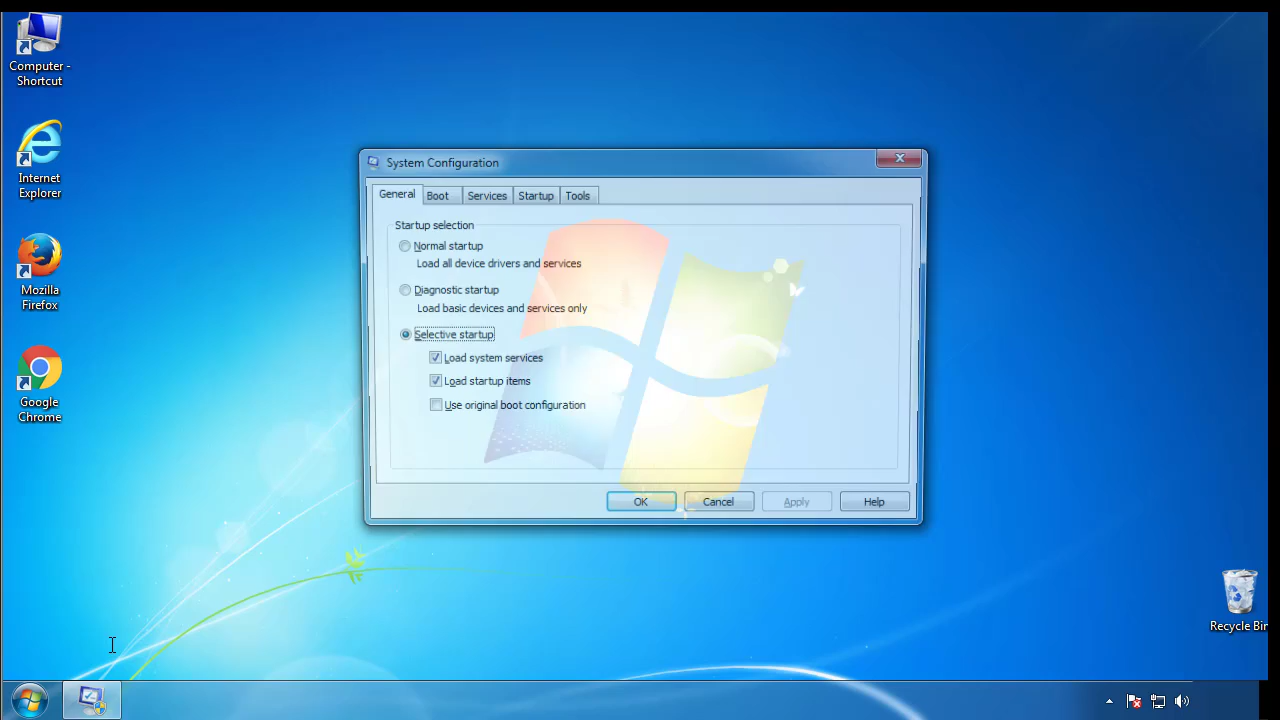 Computer -
Shortcut
Internet
Explorer
Mozilla
Firefox
Google
Chrome
System Configuration
General Boot Services Startup Tools
Startup selection
Normal startup
Load all device drivers and services
Diagnostic startup
Load basic devices and services only
Selective startup
Load system services
Load startup items
Use original boot configuration
OK Cancel Apply Help
Recycle Bin